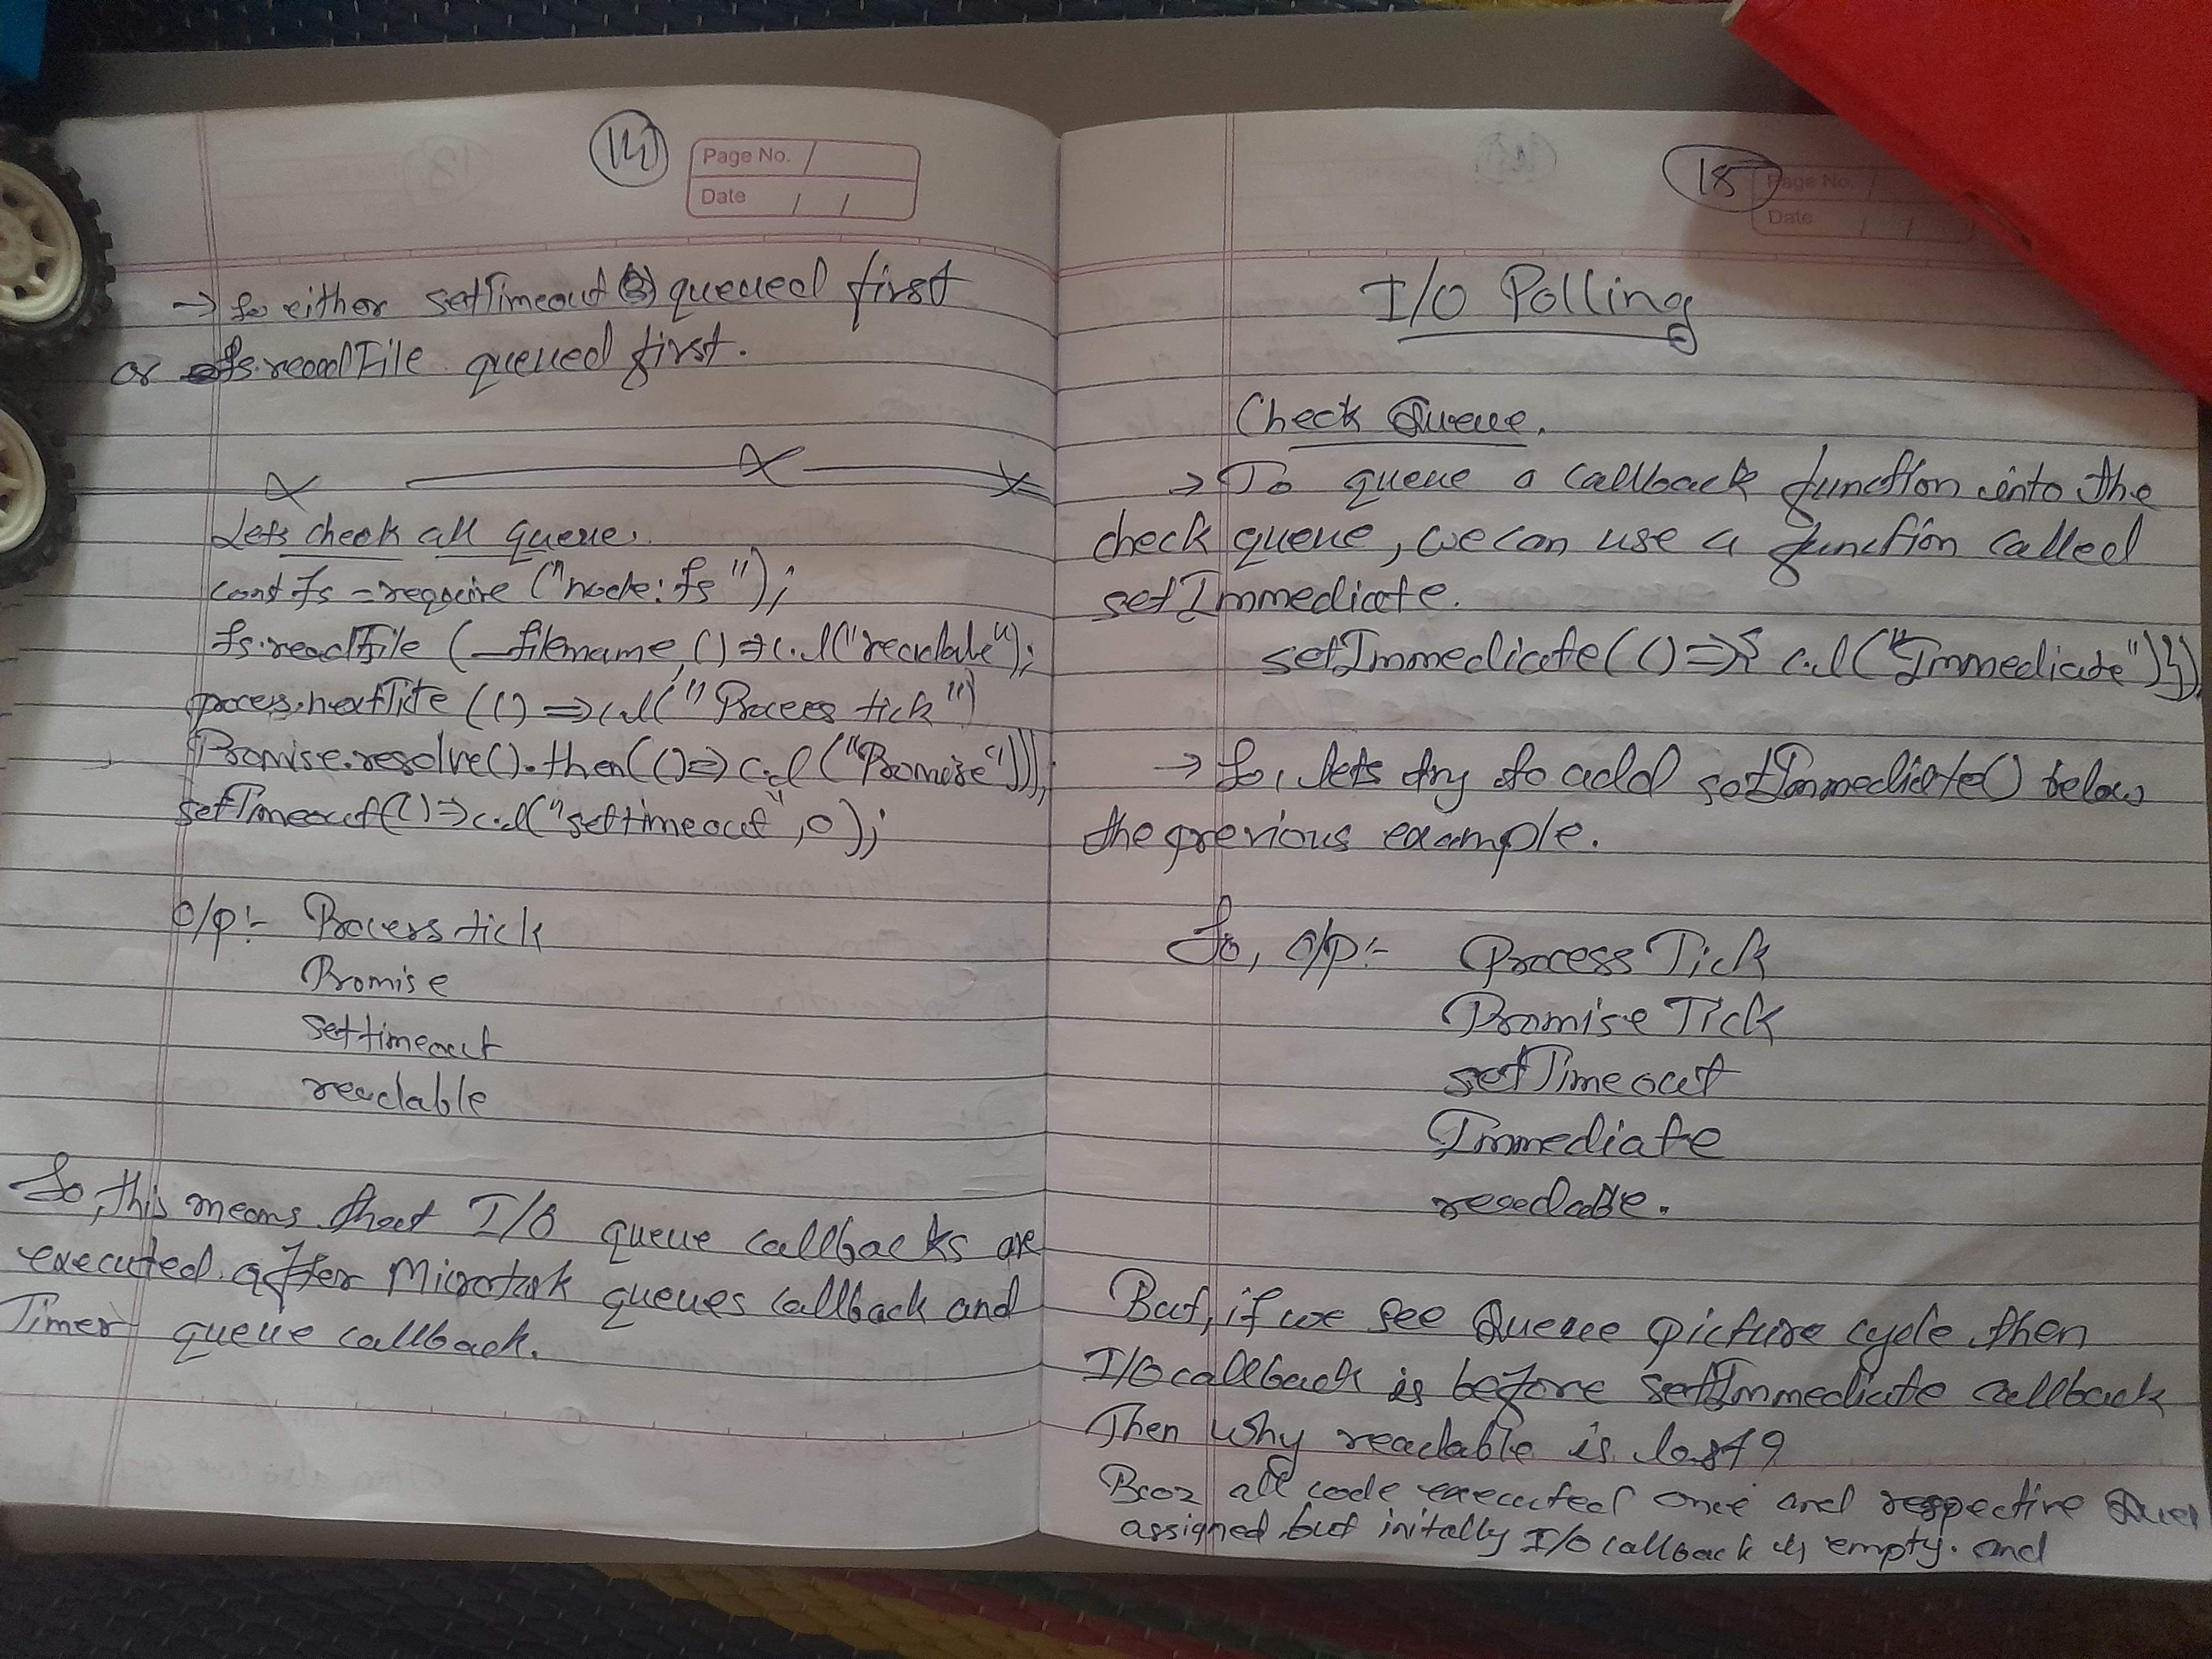 14
Page No.
Date
→ So either setTimeout queued first
or fs.readFile queued first.
Lets check all queue.
const fs = require ("node:fs");
fs.readFile (__filename, () => c.l("readable");
proces.nextTick (() => c.l("Process tick")
Promise.resolve().then(() => c.l("Promise")));
setTimeout(() => c.l("settimeout", 0);
O/P:- Process tick
Promise
settimeout
readable
So, this means that I/O queue callbacks are
executed after Microtask queues callback and
Timer queue callback.
15
Page No.
Date
I/O Polling
Check Queue.
→ To queue a callback function into the
check queue, we can use a function called
setImmediate.
setImmediate(() => { c.l("Immediate")});
→ So, lets try to add setImmediate() below
the previous example.
So, O/P:- Process Tick
Promise Tick
setTimeout
Immediate
readable.
But, if we see Queue picture cycle then
I/O callback is before setImmediate callback
Then why readable is last?
Bcoz all code executed once and respective Queu
assigned but initally I/O callback is empty. and